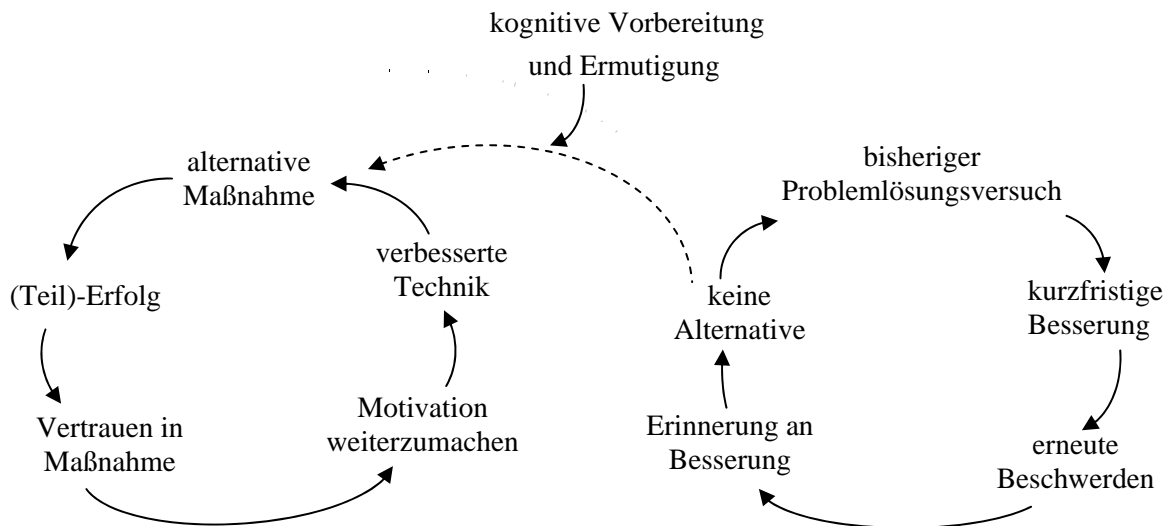 kognitive Vorbereitung
und Ermutigung
alternative
Maßnahme
bisheriger
Problemlösungsversuch
verbesserte
Technik
(Teil)-Erfolg
keine
Alternative
kurzfristige
Besserung
Vertrauen in
Maßnahme
Motivation
weiterzumachen
Erinnerung an
Besserung
erneute
Beschwerden